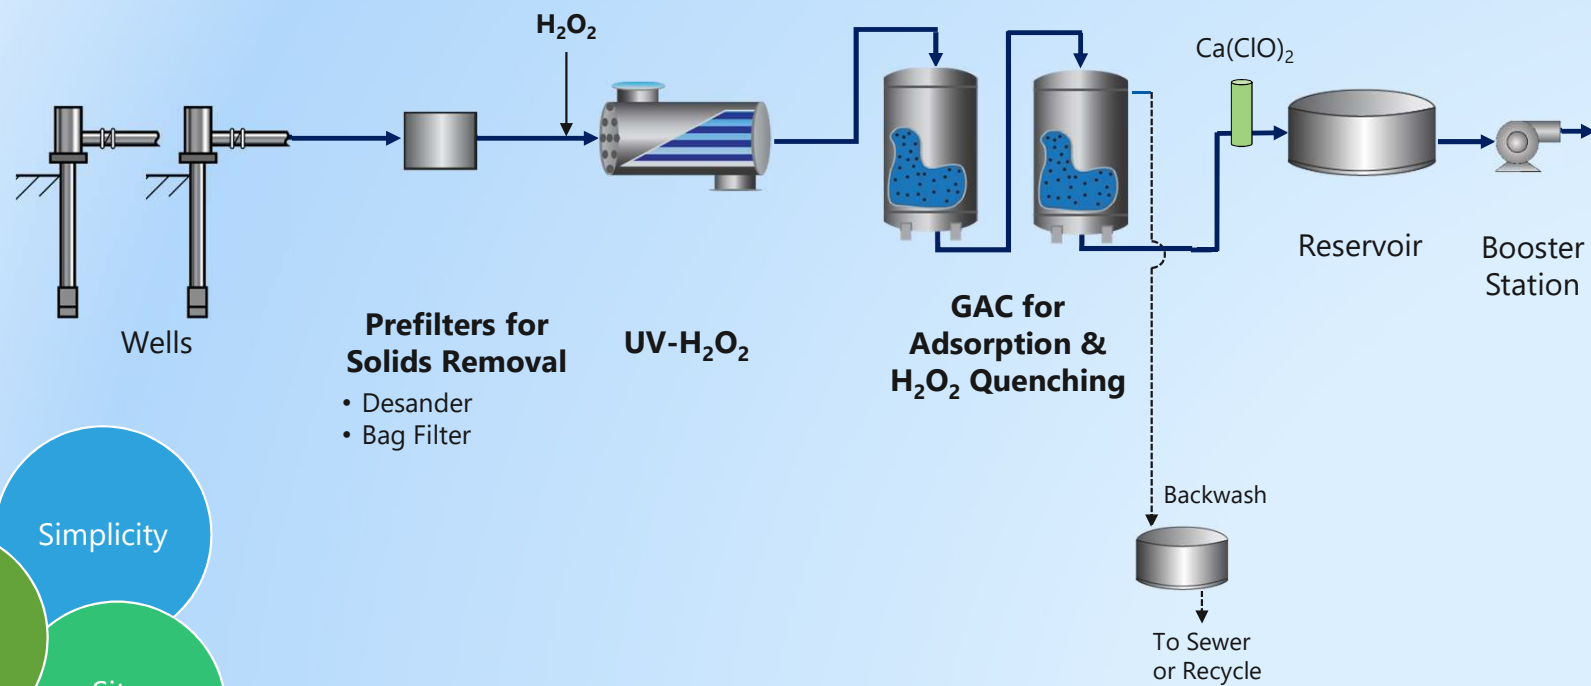 H₂O₂
Ca(ClO)₂
Wells
Prefilters for
Solids Removal
• Desander
• Bag Filter
UV-H₂O₂
GAC for
Adsorption &
H₂O₂ Quenching
Reservoir
Booster
Station
Backwash
To Sewer
or Recycle
Simplicity